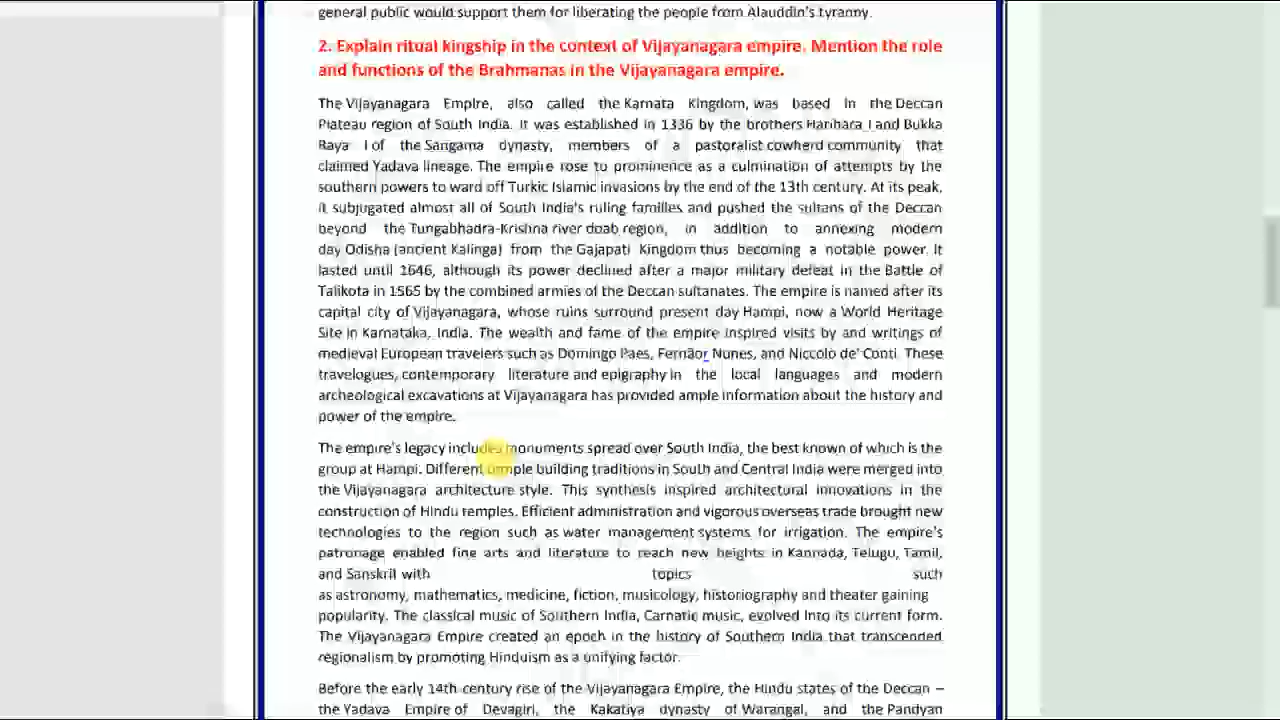 general public would support them for liberating the people from Alauddin's tyranny.
2. Explain ritual kingship in the context of Vijayanagara empire. Mention the role
and functions of the Brahmanas in the Vijayanagara empire.
The Vijayanagara Empire, also called the Karnata Kingdom, was based in the Deccan
Plateau region of South India. It was established in 1336 by the brothers Harihara I and Bukka
Raya I of the Sangama dynasty, members of a pastoralist cowherd community that
claimed Yadava lineage. The empire rose to prominence as a culmination of attempts by the
southern powers to ward off Turkic Islamic invasions by the end of the 13th century. At its peak,
it subjugated almost all of South India's ruling families and pushed the sultans of the Deccan
beyond the Tungabhadra-Krishna river doab region, in addition to annexing modern
day Odisha (ancient Kalinga) from the Gajapati Kingdom thus becoming a notable power. It
lasted until 1646, although its power declined after a major military defeat in the Battle of
Talikota in 1565 by the combined armies of the Deccan sultanates. The empire is named after its
capital city of Vijayanagara, whose ruins surround present day Hampi, now a World Heritage
Site in Karnataka, India. The wealth and fame of the empire inspired visits by and writings of
medieval European travelers such as Domingo Paes, Fernãor Nunes, and Niccolò de' Conti. These
travelogues, contemporary literature and epigraphy in the local languages and modern
archeological excavations at Vijayanagara has provided ample information about the history and
power of the empire.
The empire's legacy includes monuments spread over South India, the best known of which is the
group at Hampi. Different temple building traditions in South and Central India were merged into
the Vijayanagara architecture style. This synthesis inspired architectural innovations in the
construction of Hindu temples. Efficient administration and vigorous overseas trade brought new
technologies to the region such as water management systems for irrigation. The empire's
patronage enabled fine arts and literature to reach new heights in Kannada, Telugu, Tamil,
and Sanskrit with topics such
as astronomy, mathematics, medicine, fiction, musicology, historiography and theater gaining
popularity. The classical music of Southern India, Carnatic music, evolved into its current form.
The Vijayanagara Empire created an epoch in the history of Southern India that transcended
regionalism by promoting Hinduism as a unifying factor.
Before the early 14th century rise of the Vijayanagara Empire, the Hindu states of the Deccan –
the Yadava Empire of Devagiri, the Kakatiya dynasty of Warangal, and the Pandyan